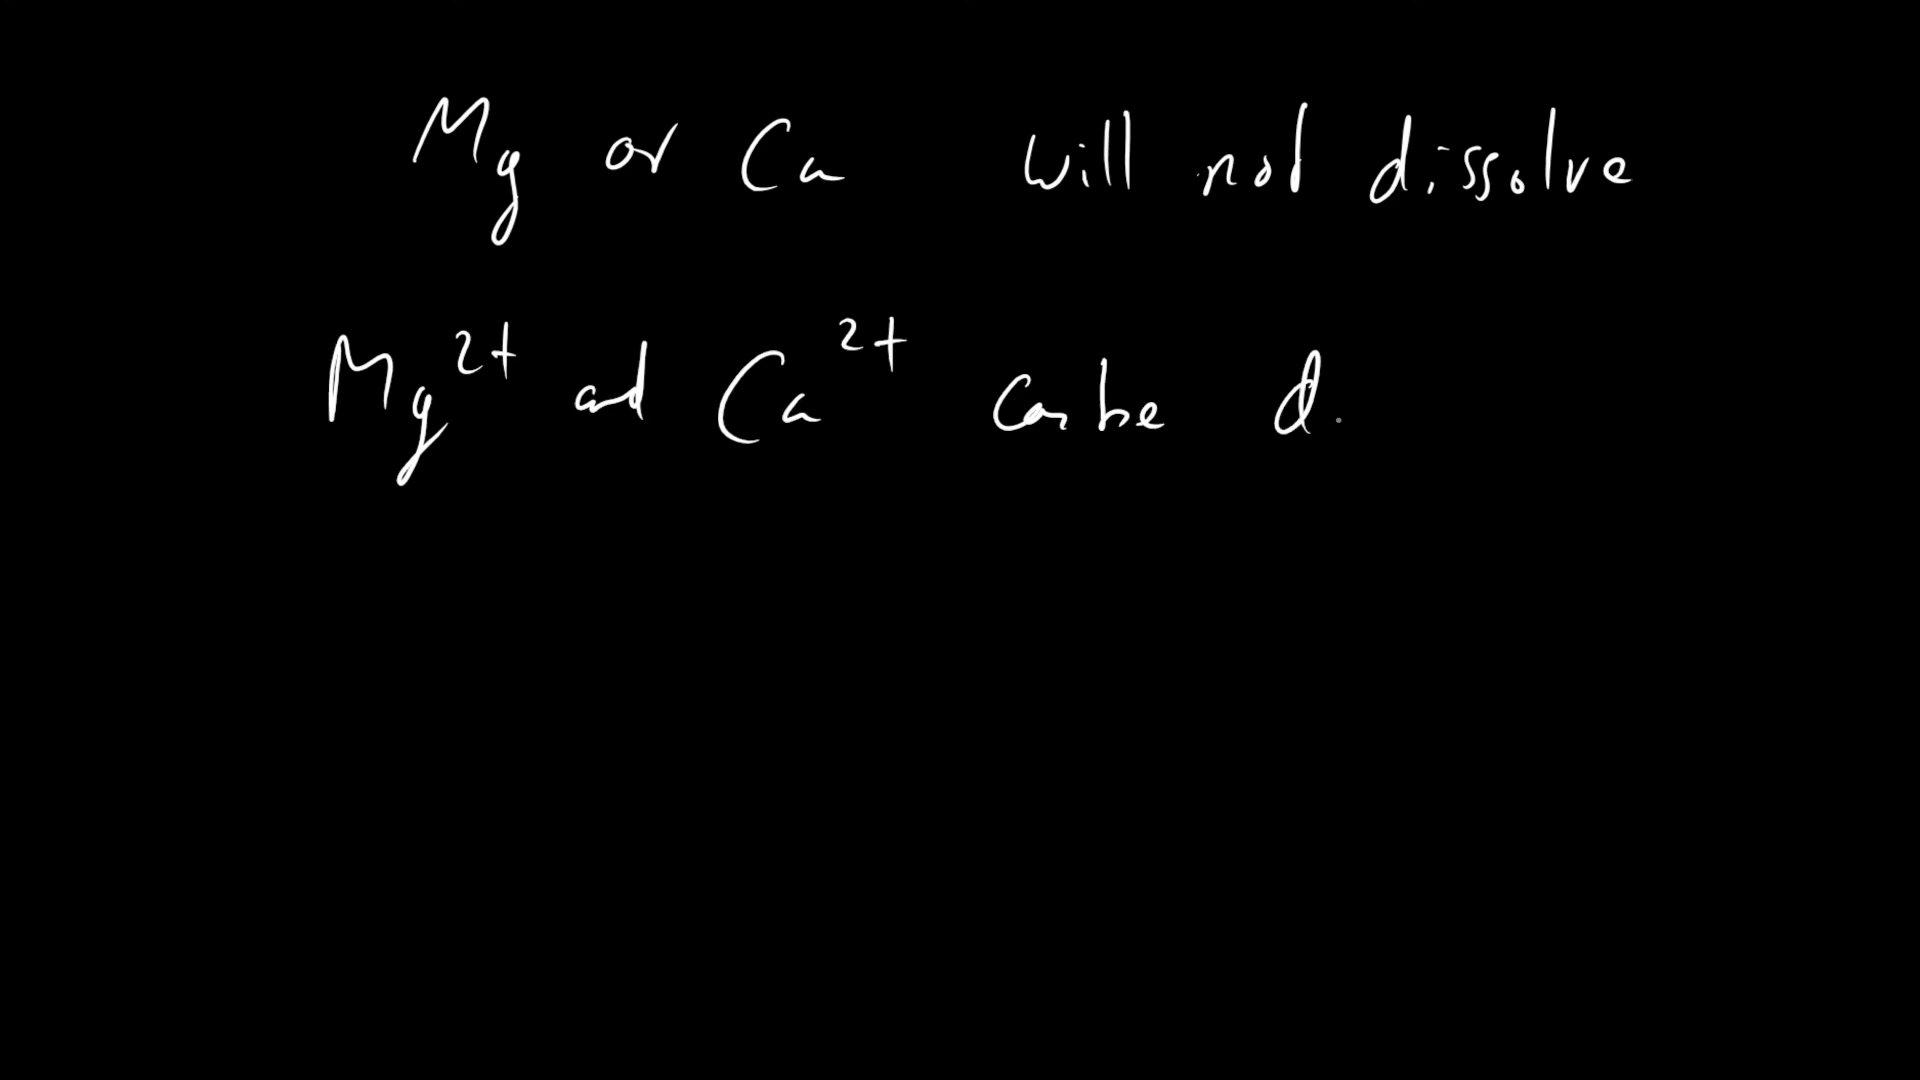 Mg or Ca will not dissolve
Mg²⁺ and Ca²⁺ can be d